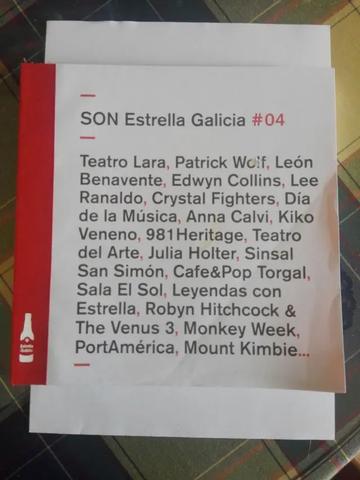 SON Estrella Galicia #04
Teatro Lara, Patrick Wolf, León
Benavente, Edwyn Collins, Lee
Ranaldo, Crystal Fighters, Día
de la Música, Anna Calvi, Kiko
Veneno, 981Heritage, Teatro
del Arte, Julia Holter, Sinsal
San Simón, Cafe&Pop Torgal,
Sala El Sol, Leyendas con
Estrella, Robyn Hitchcock &
The Venus 3, Monkey Week,
PortAmérica, Mount Kimbie...
Estrella
Galicia